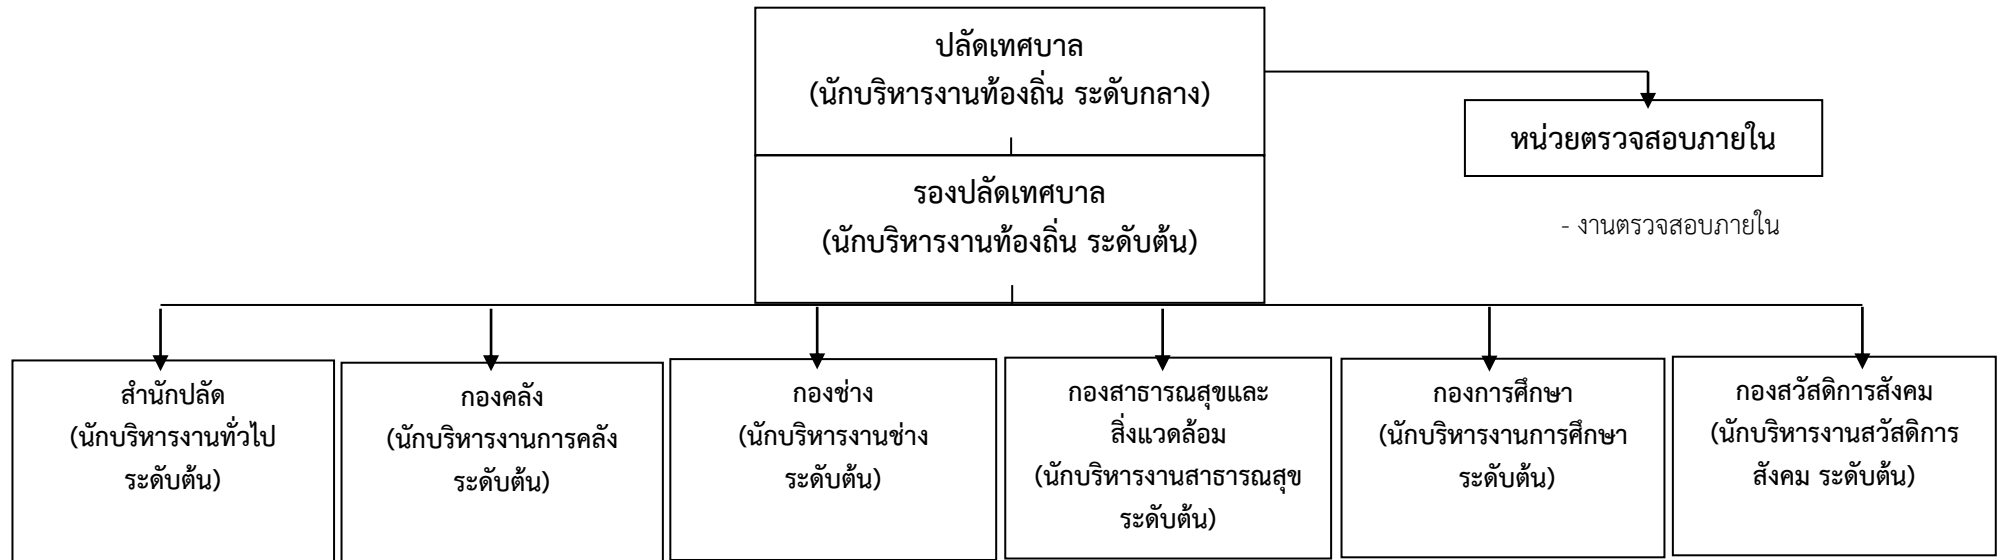 ปลัดเทศบาล
(นักบริหารงานท้องถิ่น ระดับกลาง)
หน่วยตรวจสอบภายใน
รองปลัดเทศบาล
(นักบริหารงานท้องถิ่น ระดับต้น)
- งานตรวจสอบภายใน
สำนักปลัด
(นักบริหารงานทั่วไป
ระดับต้น)
กองคลัง
(นักบริหารงานการคลัง
ระดับต้น)
กองช่าง
(นักบริหารงานช่าง
ระดับต้น)
กองสาธารณสุขและ
สิ่งแวดล้อม
(นักบริหารงานสาธารณสุข
ระดับต้น)
กองการศึกษา
(นักบริหารงานการศึกษา
ระดับต้น)
กองสวัสดิการสังคม
(นักบริหารงานสวัสดิการ
สังคม ระดับต้น)